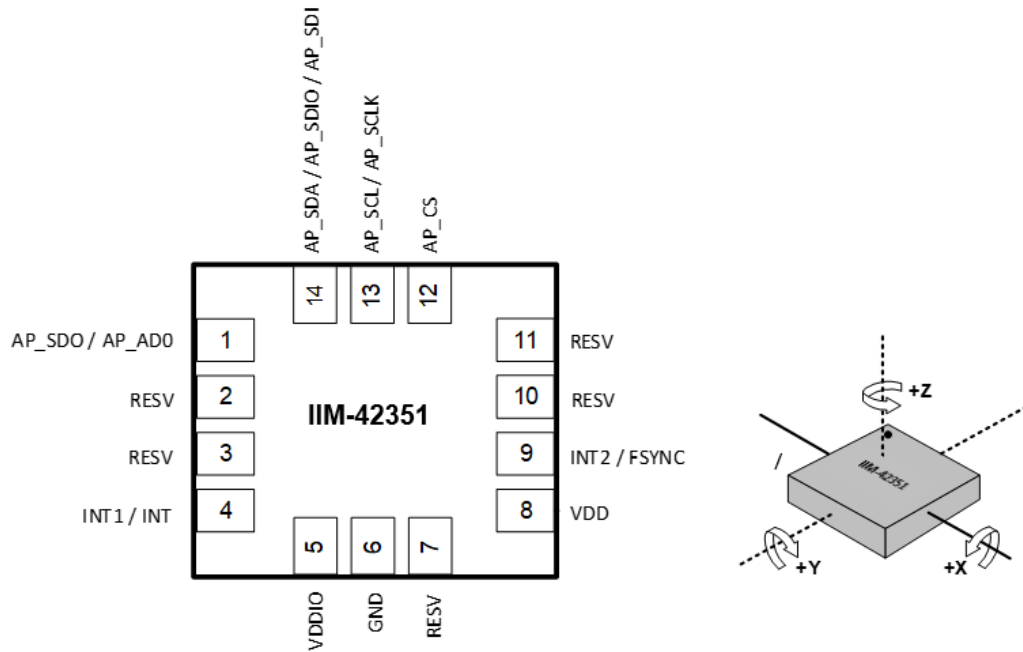 AP_SDA / AP_SDIO / AP_SDI
AP_SCL / AP_SCLK
AP_CS
14
13
12
AP_SDO / AP_AD0
1
11
RESV
RESV
2
10
RESV
IIM-42351
RESV
3
9
INT2 / FSYNC
INT1 / INT
4
8
VDD
5
6
7
VDDIO
GND
RESV
+Z
/
IIM-42351
+Y
+X